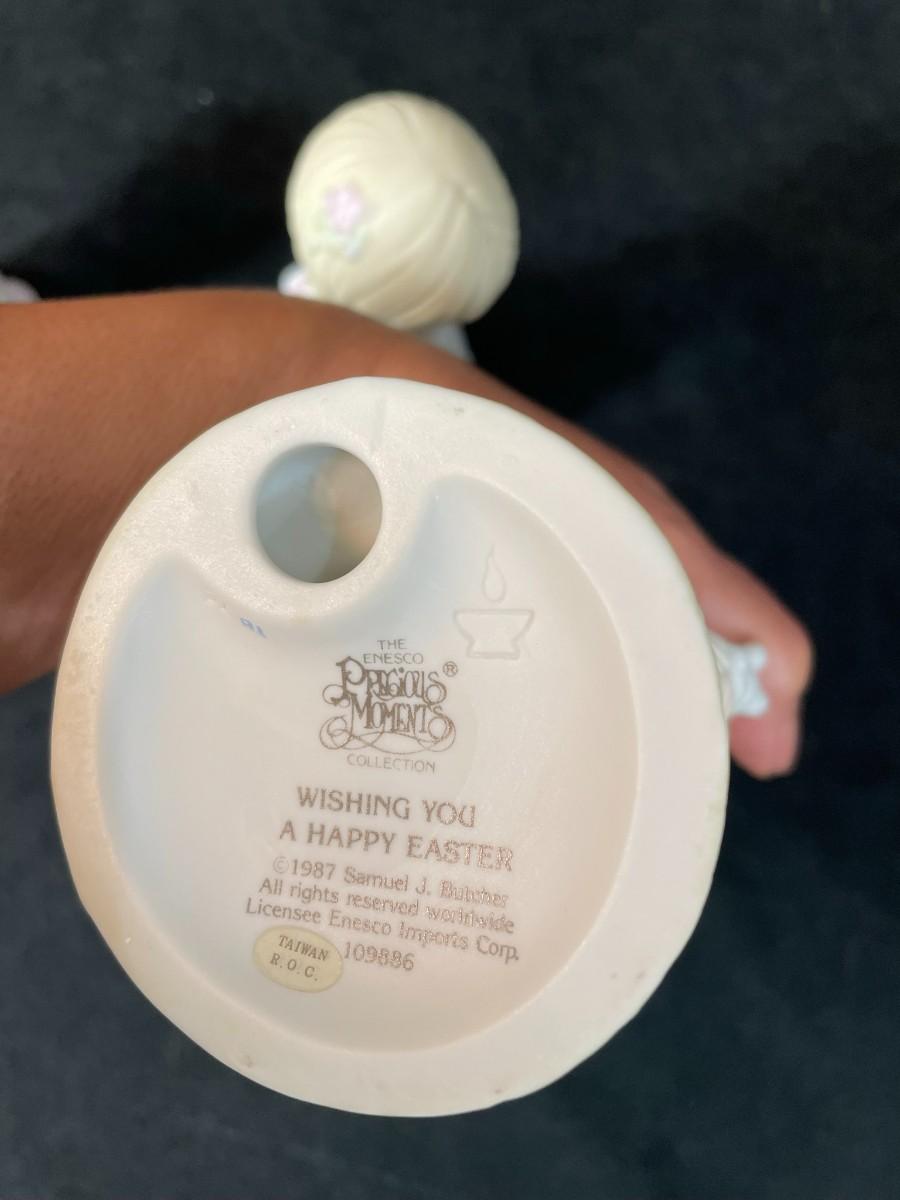 THE
ENESCO
PRECIOUS ®
MOMENTS
COLLECTION
WISHING YOU
A HAPPY EASTER
©1987 Samuel J. Butcher
All rights reserved worldwide
Licensee Enesco Imports Corp.
109886
TAIWAN
R.O.C.